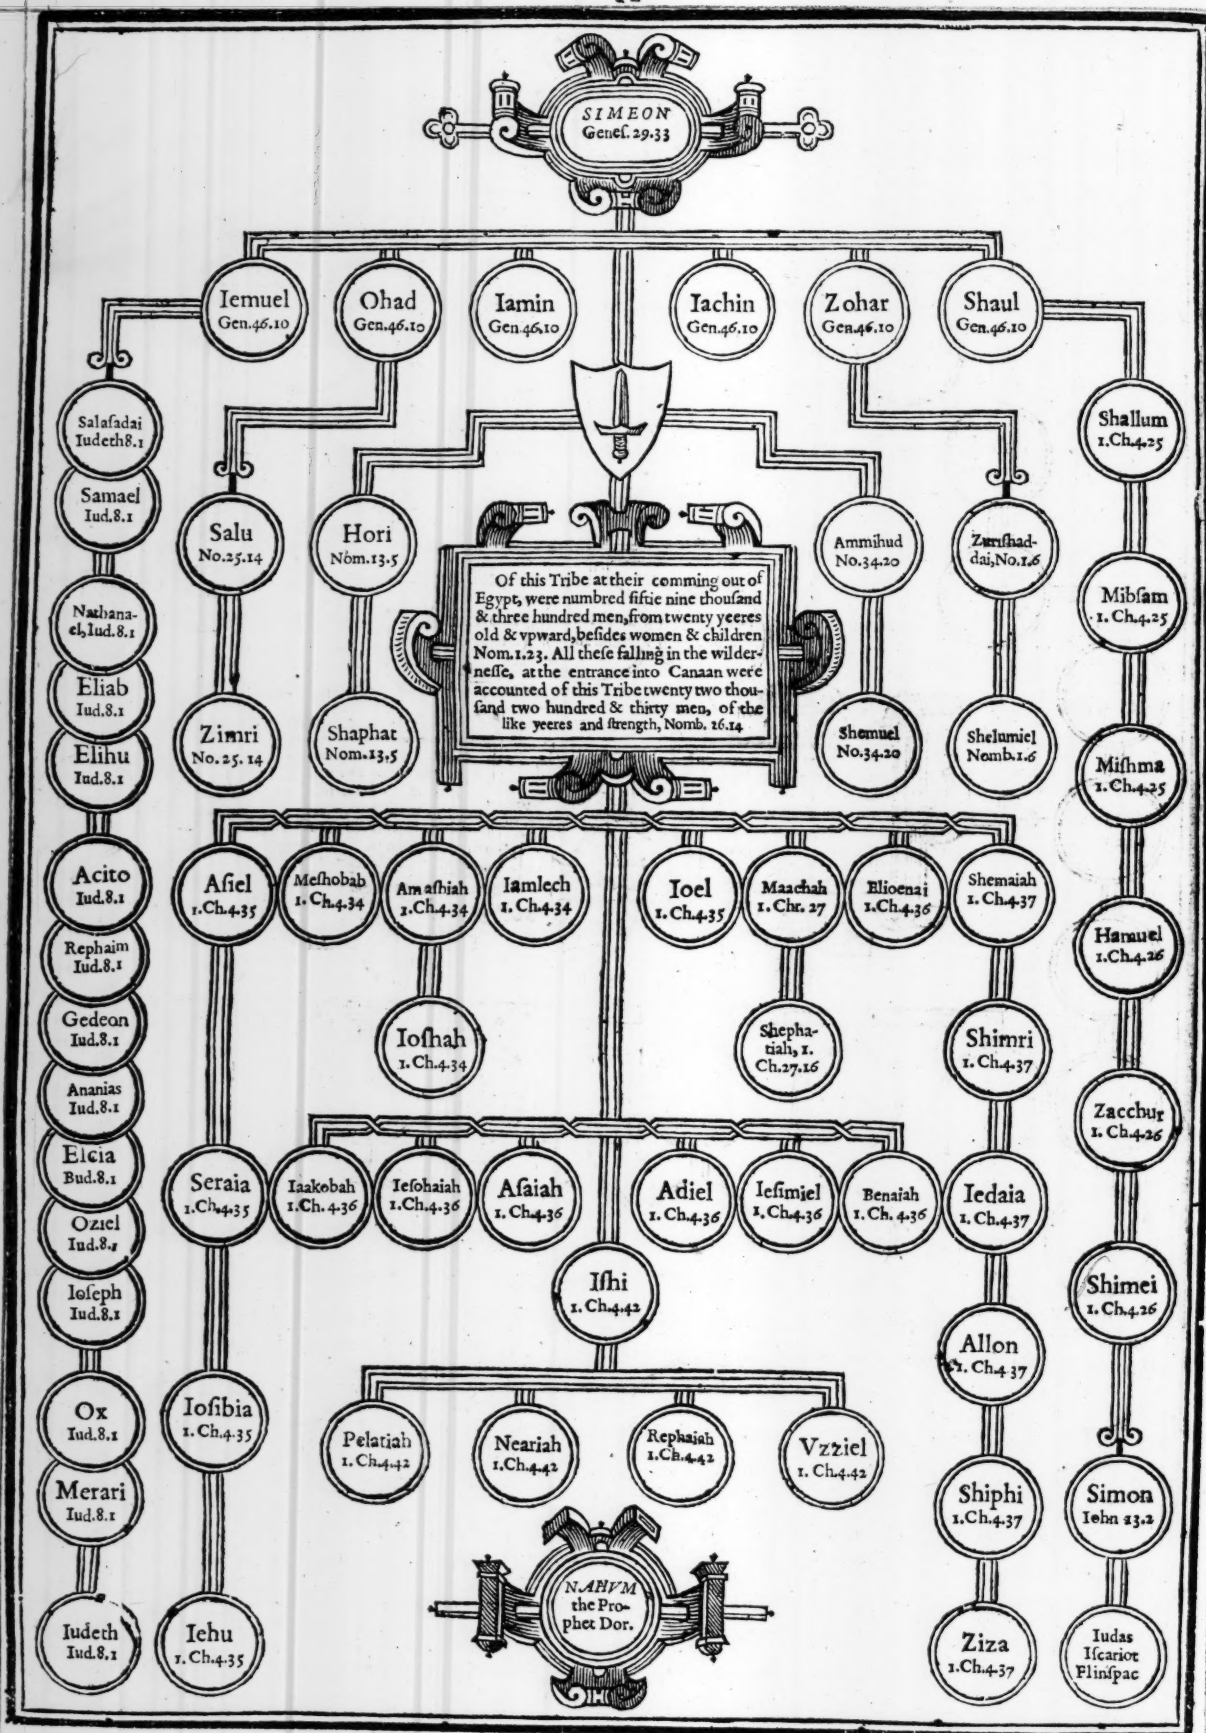 SIMEON
Geneſ. 29.33
Iemuel
Gen.46.10
Ohad
Gen.46.10
Iamin
Gen.46.10
Iachin
Gen.46.10
Zohar
Gen.46.10
Shaul
Gen.46.10
Salaſadai
Iudeth8.1
Samael
Iud.8.1
Nathana-
el, Iud.8.1
Eliab
Iud.8.1
Elihu
Iud.8.1
Acito
Iud.8.1
Rephaim
Iud.8.1
Gedeon
Iud.8.1
Ananias
Iud.8.1
Elcia
Bud.8.1
Oziel
Iud.8.1
Ioſeph
Iud.8.1
Ox
Iud.8.1
Merari
Iud.8.1
Iudeth
Iud.8.1
Salu
No.25.14
Zimri
No.25.14
Hori
Nom.13.5
Shaphat
Nom.13.5
Of this Tribe at their comming out of
Egypt, were numbred fiftie nine thouſand
& three hundred men, from twenty yeeres
old & vpward, beſides women & children
Nom.1.23. All theſe falling in the wilder-
neſſe, at the entrance into Canaan were
accounted of this Tribe twenty two thou-
ſand two hundred & thirty men, of the
like yeeres and ſtrength, Nomb. 26.14
Ammihud
No.34.20
Shemuel
No.34.20
Zuriſhad-
dai, No.1.6
Shelumiel
Nomb.1.6
Shallum
1.Ch.4.25
Mibſam
1. Ch.4.25
Miſhma
1. Ch.4.25
Hamuel
1. Ch.4.26
Zacchur
1. Ch.4.26
Shimei
1. Ch.4.26
Simon
Iohn 13.2
Iudas
Iſcariot
Flinſpac
Aſiel
1.Ch.4.35
Meſhobab
1. Ch.4.34
Amaſhiah
1.Ch.4.34
Iamlech
1. Ch.4.34
Ioel
1. Ch.4.35
Maachah
1. Chr. 27
Elioenai
1.Ch.4.36
Shemaiah
1. Ch.4.37
Ioſhah
1. Ch.4.34
Shepha-
tiah, 1.
Ch.27.16
Shimri
1. Ch.4.37
Seraia
1.Ch.4.35
Iaakobah
1. Ch. 4.36
Ieſohaiah
1. Ch.4.36
Aſaiah
1. Ch.4.36
Adiel
1. Ch.4.36
Ieſimiel
1. Ch.4.36
Benaiah
1. Ch. 4.36
Iedaia
1. Ch.4.37
Iſhi
1. Ch.4.42
Allon
1. Ch.4 37
Ioſibia
1. Ch.4.35
Pelatiah
1. Ch.4.42
Neariah
1.Ch.4.42
Rephaiah
1.Ch.4.42
Vzziel
1. Ch.4.42
Shiphi
1.Ch.4.37
Iehu
1. Ch.4.35
NAHVM
the Pro-
phet Dor.
Ziza
1.Ch.4.37